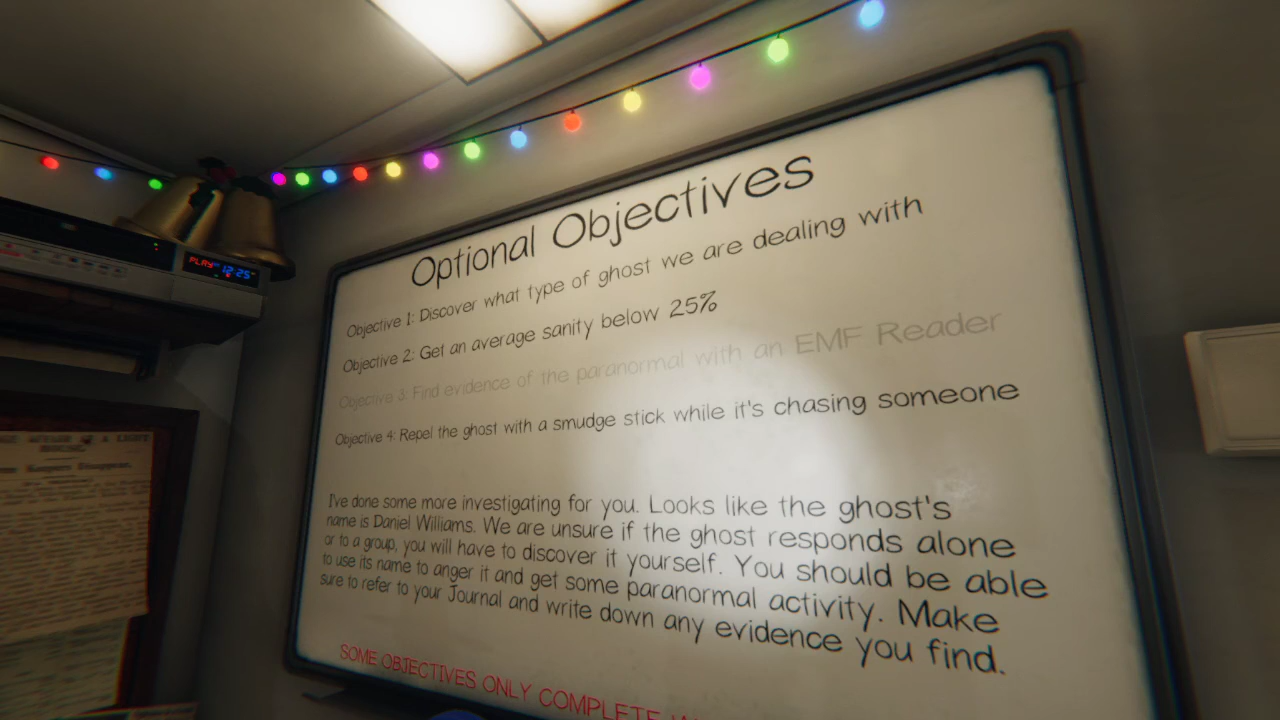 Optional Objectives
Objective 1: Discover what type of ghost we are dealing with
Objective 2: Get an average sanity below 25%
Objective 3: Find evidence of the paranormal with an EMF Reader
Objective 4: Repel the ghost with a smudge stick while it's chasing someone
I've done some more investigating for you. Looks like the ghost's
name is Daniel Williams. We are unsure if the ghost responds alone
or to a group, you will have to discover it yourself. You should be able
to use its name to anger it and get some paranormal activity. Make
sure to refer to your Journal and write down any evidence you find.
SOME OBJECTIVES ONLY COMPLETE
PLAY 12:25
Keepers Disappear.